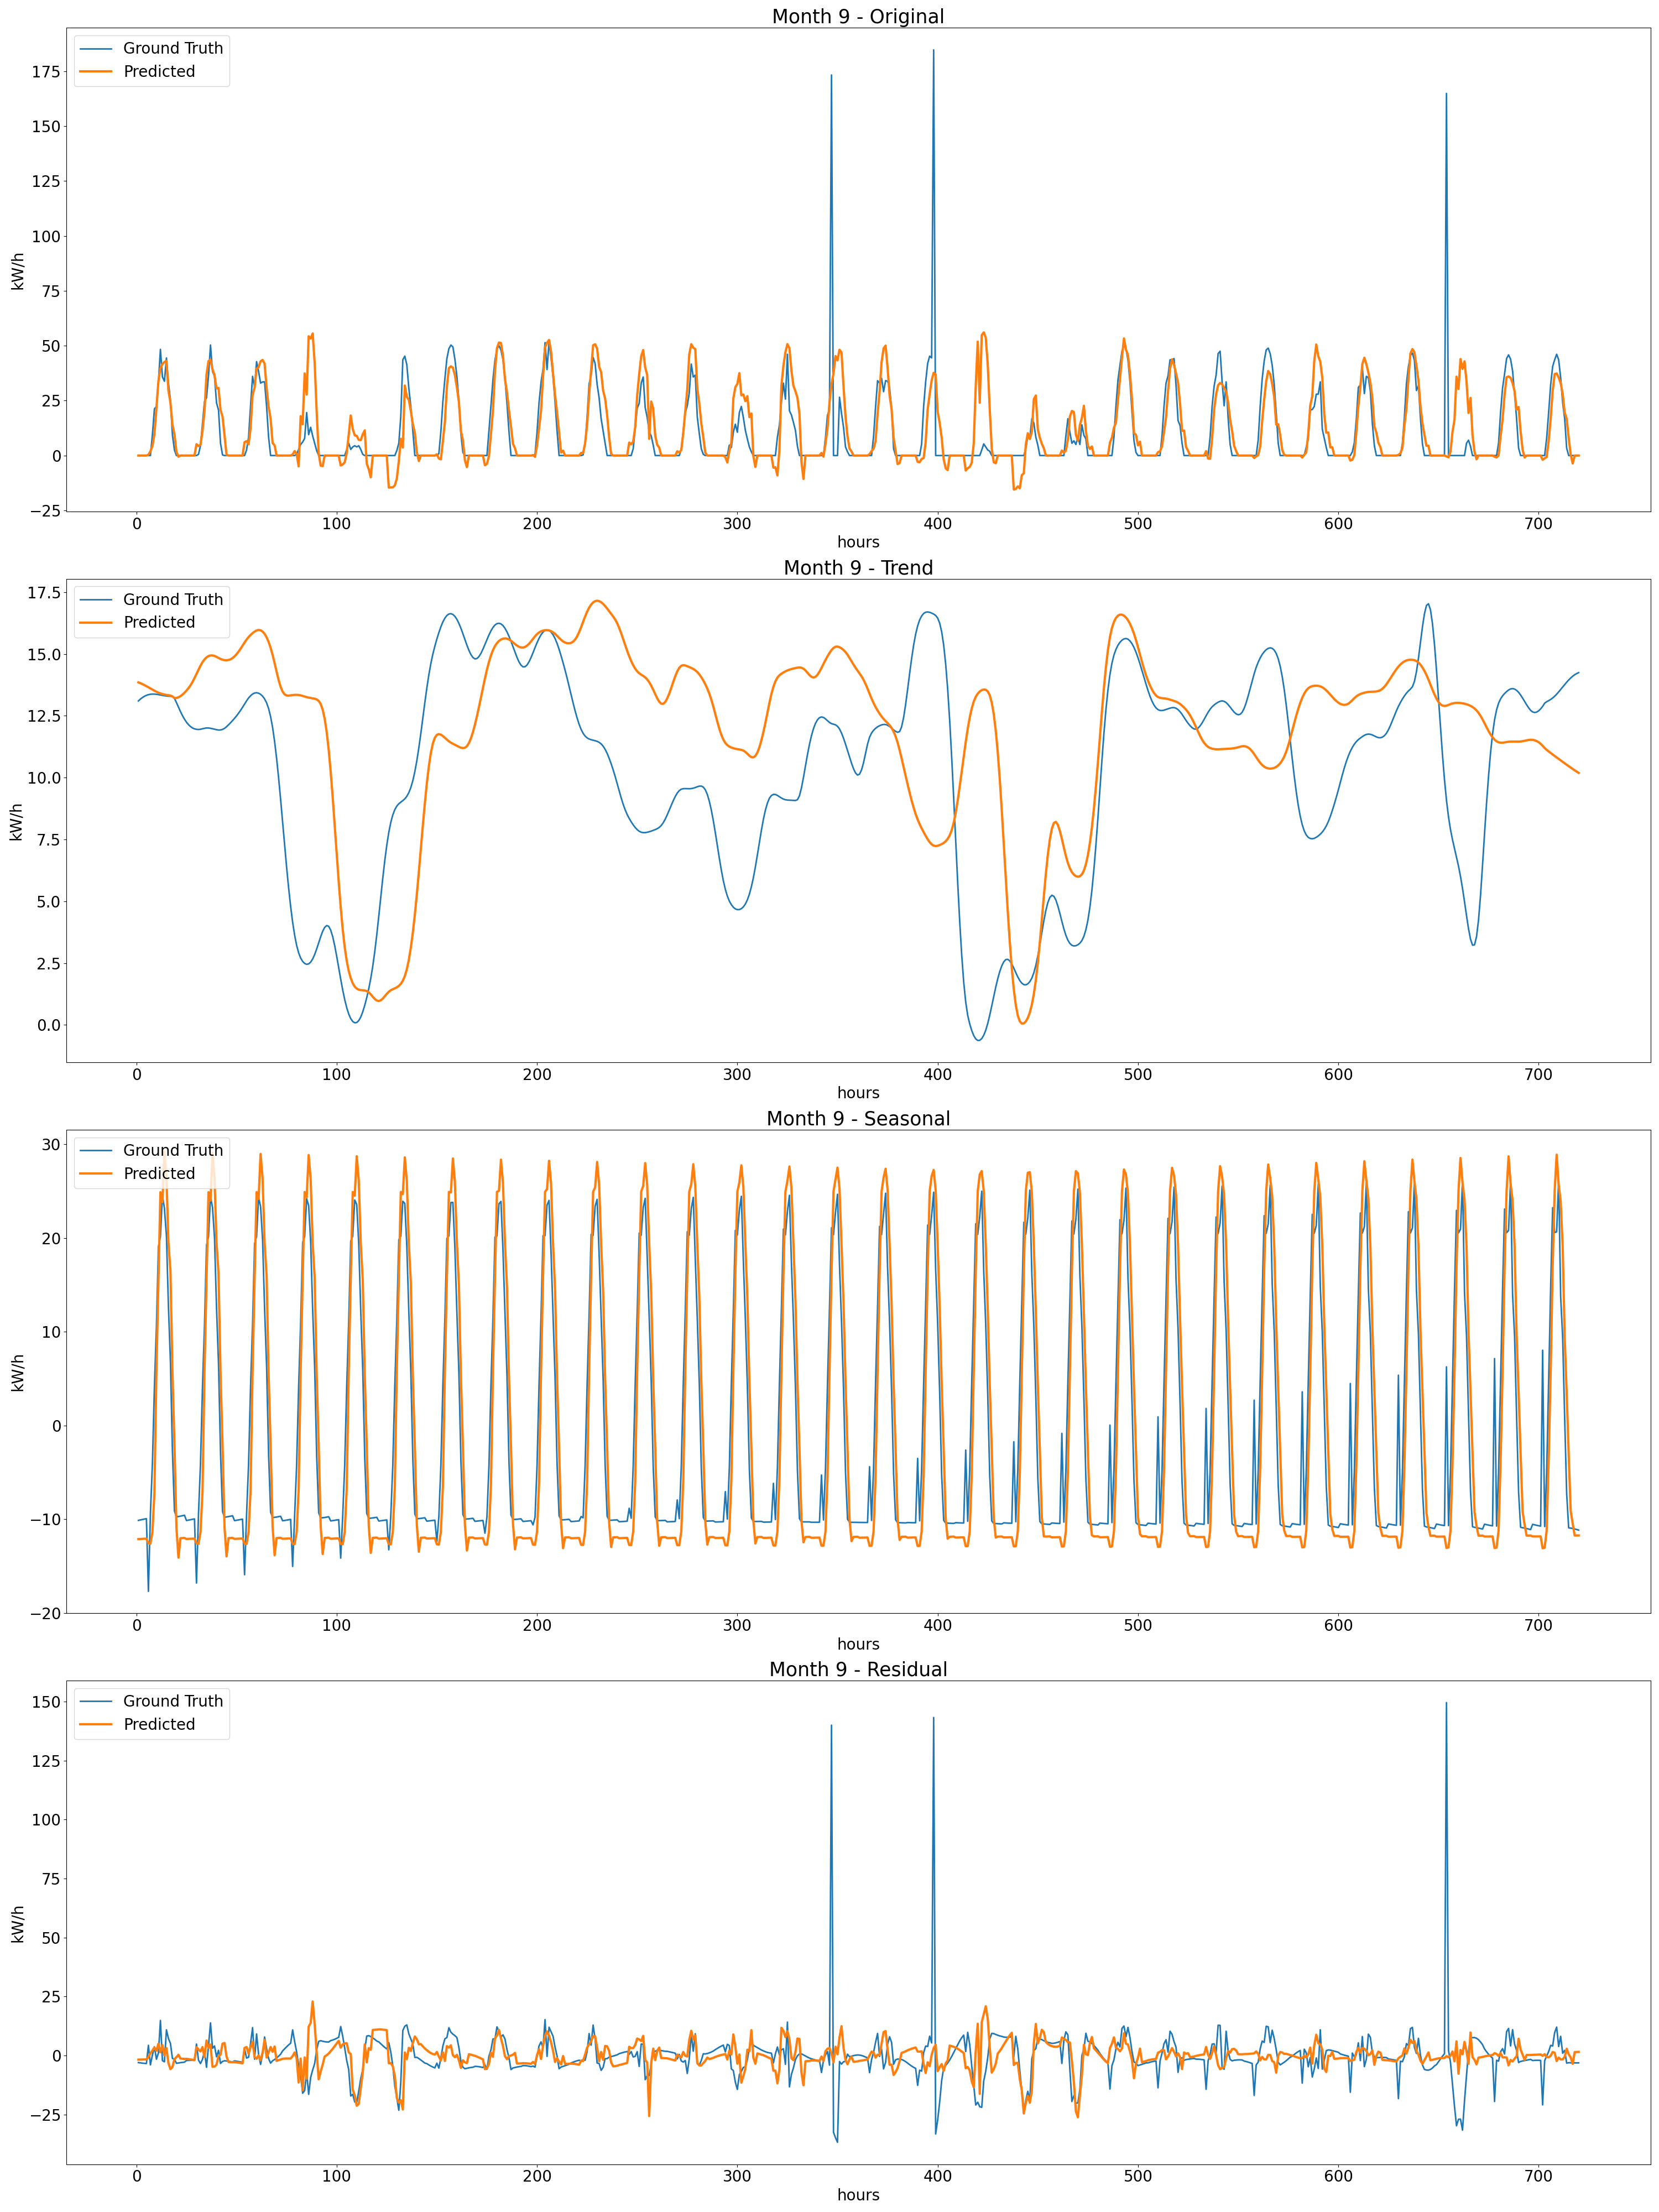 Month 9 - Original
Ground Truth
Predicted
175
150
125
100
75
50
25
0
−25
kW/h
0 100 200 300 400 500 600 700
hours
Month 9 - Trend
Ground Truth
Predicted
17.5
15.0
12.5
10.0
7.5
5.0
2.5
0.0
kW/h
0 100 200 300 400 500 600 700
hours
Month 9 - Seasonal
Ground Truth
Predicted
30
20
10
0
−10
−20
kW/h
0 100 200 300 400 500 600 700
hours
Month 9 - Residual
Ground Truth
Predicted
150
125
100
75
50
25
0
−25
kW/h
0 100 200 300 400 500 600 700
hours